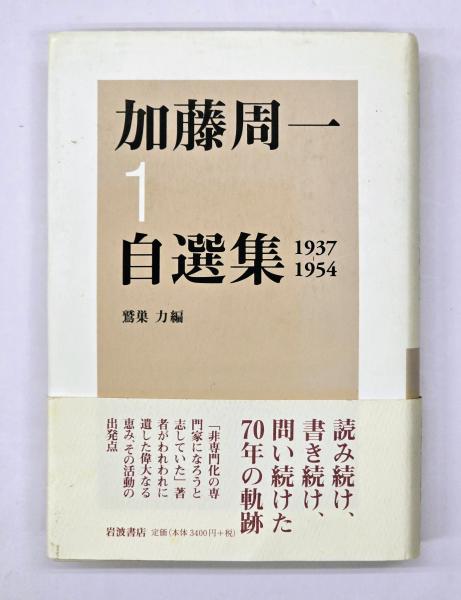 加藤周一
1
自選集
1937
1954
鷲巣 力編
読み続け、
書き続け、
問い続けた
70年の軌跡
「非専門化の専
門家になろうと
志していた」著
者がわれわれに
遺した偉大なる
恵み、その活動の
出発点
岩波書店 定価(本体3400円+税)